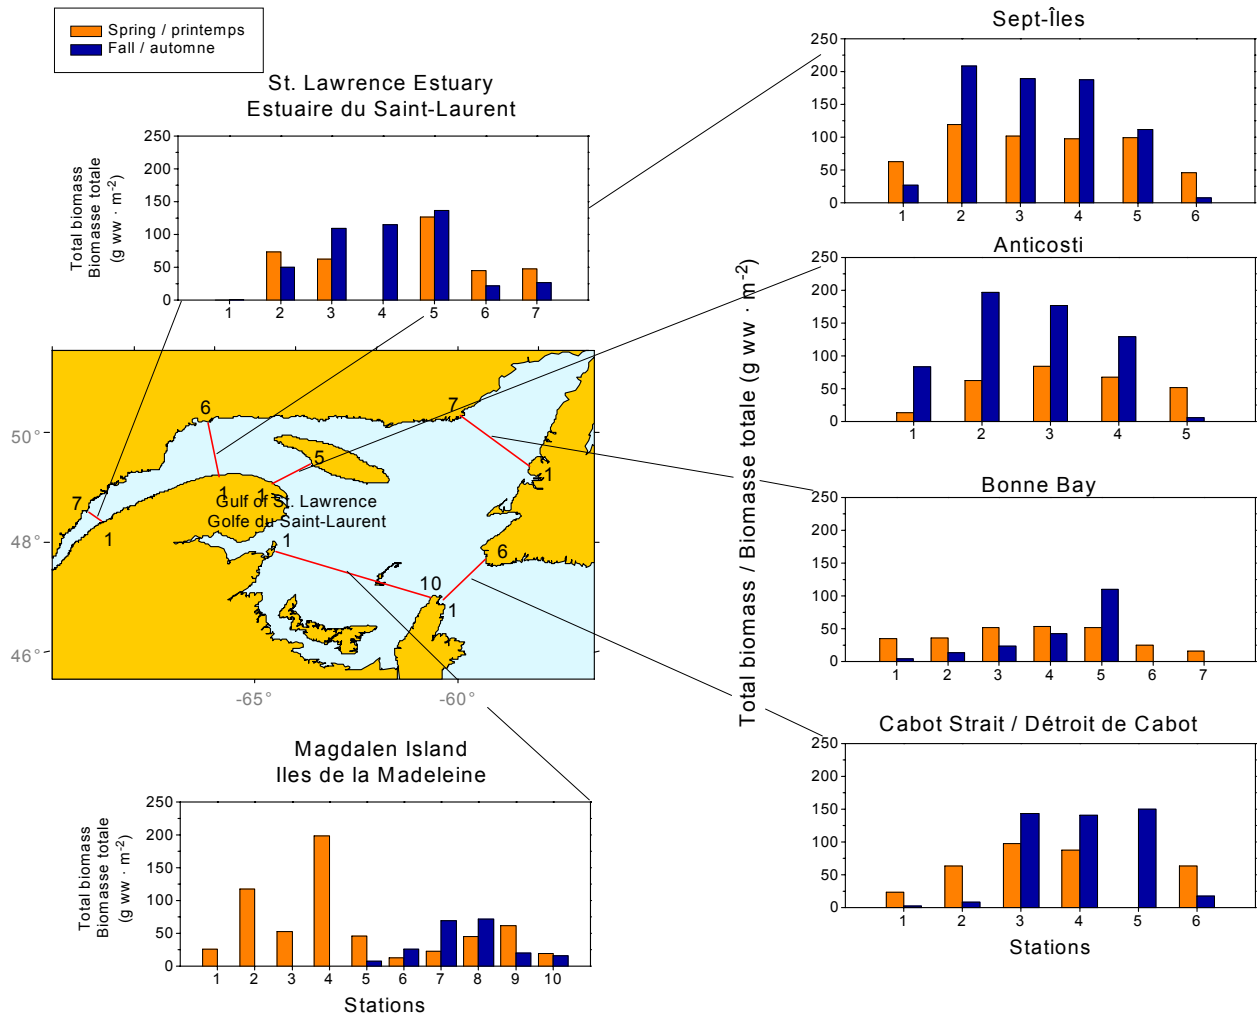 Spring / printemps
Fall / automne
St. Lawrence Estuary
Estuaire du Saint-Laurent
Total biomass
Biomasse totale
(g ww · m-2)
250
200
150
100
50
0
1 2 3 4 5 6 7
Sept-Îles
250
200
150
100
50
0
1 2 3 4 5 6
Anticosti
250
200
150
100
50
0
1 2 3 4 5
Total biomass / Biomasse totale (g ww · m-2)
Bonne Bay
250
200
150
100
50
0
1 2 3 4 5 6 7
Cabot Strait / Détroit de Cabot
250
200
150
100
50
0
1 2 3 4 5 6
Stations
50°
48°
46°
-65° -60°
6
7
5
1
1
1
7
Gulf of St. Lawrence
Golfe du Saint-Laurent
1
1
6
10
1
Magdalen Island
Iles de la Madeleine
Total biomass
Biomasse totale
(g ww · m-2)
250
200
150
100
50
0
1 2 3 4 5 6 7 8 9 10
Stations